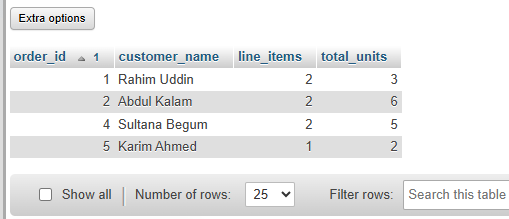 Extra options
order_id 1 customer_name line_items total_units
1 Rahim Uddin 2 3
2 Abdul Kalam 2 6
4 Sultana Begum 2 5
5 Karim Ahmed 1 2
Show all Number of rows: 25 Filter rows: Search this table